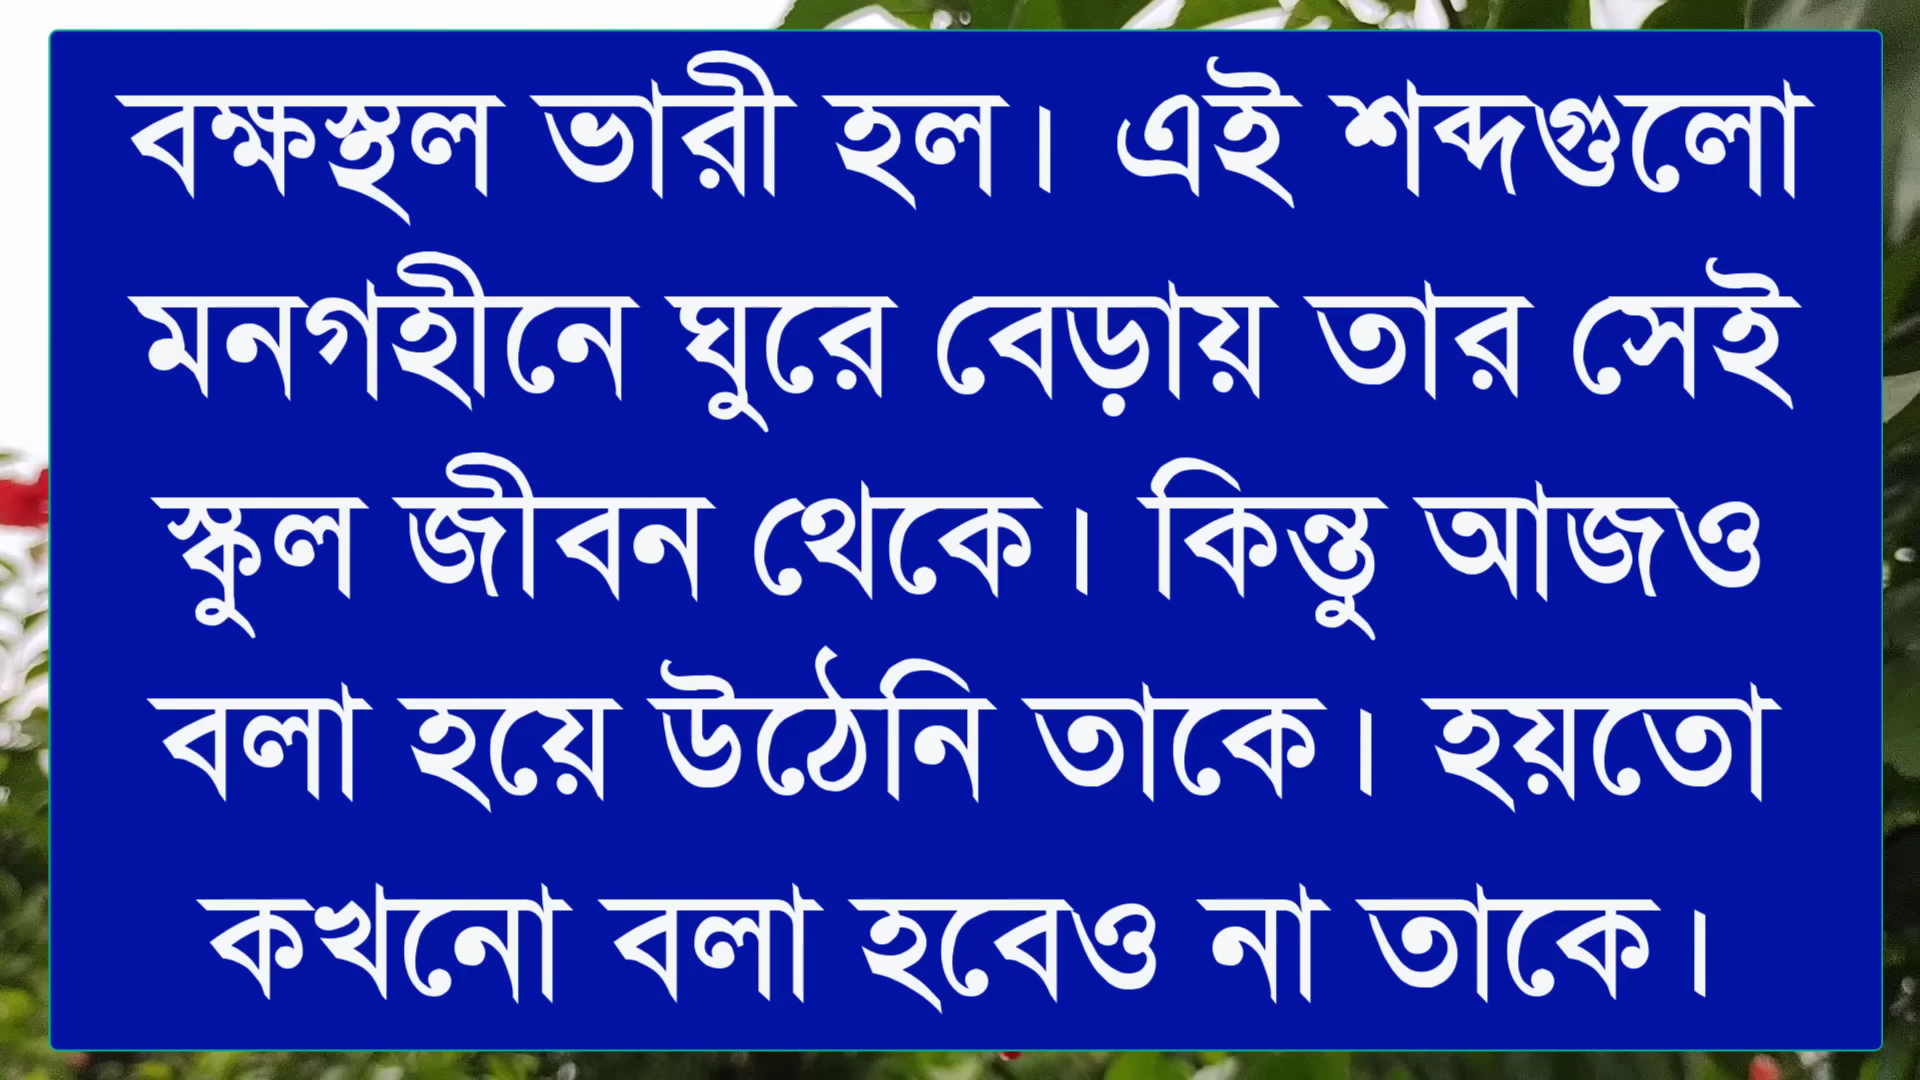 বক্ষস্থল ভারী হল। এই শব্দগুলো
মনগহীনে ঘুরে বেড়ায় তার সেই
স্কুল জীবন থেকে। কিন্তু আজও
বলা হয়ে উঠেনি তাকে। হয়তো
কখনো বলা হবেও না তাকে।